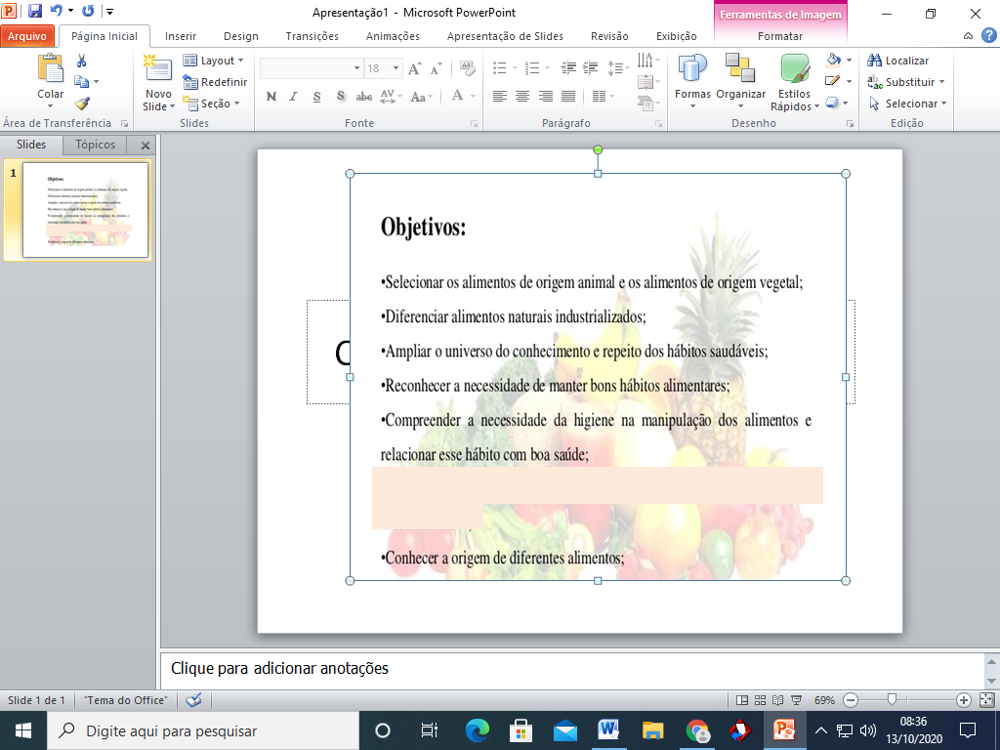 Apresentação1 - Microsoft PowerPoint
Ferramentas de Imagem
Arquivo Página Inicial Inserir Design Transições Animações Apresentação de Slides Revisão Exibição Formatar
Colar
Novo Slide
Layout
Redefinir
Seção
18
N I S S abc AV Aa A
Formas Organizar Estilos Rápidos
Localizar
Substituir
Selecionar
Área de Transferência Slides Fonte Parágrafo Desenho Edição
Slides Tópicos
1
Objetivos:
•Selecionar os alimentos de origem animal e os alimentos de origem vegetal;
•Diferenciar alimentos naturais industrializados;
•Ampliar o universo do conhecimento e repeito dos hábitos saudáveis;
C
•Reconhecer a necessidade de manter bons hábitos alimentares;
•Compreender a necessidade da higiene na manipulação dos alimentos e
relacionar esse hábito com boa saúde;
•Conhecer a origem de diferentes alimentos;
Clique para adicionar anotações
Slide 1 de 1 "Tema do Office" 69%
Digite aqui para pesquisar
08:36
13/10/2020